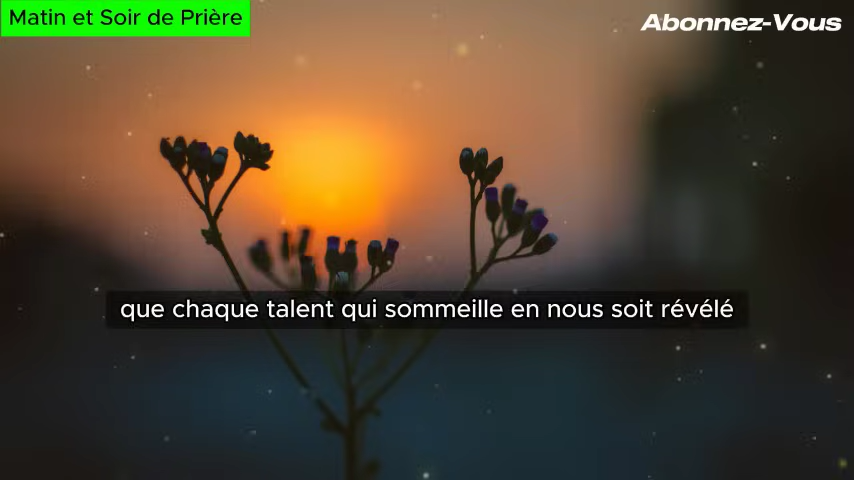 Matin et Soir de Prière
Abonnez-Vous
que chaque talent qui sommeille en nous soit révélé